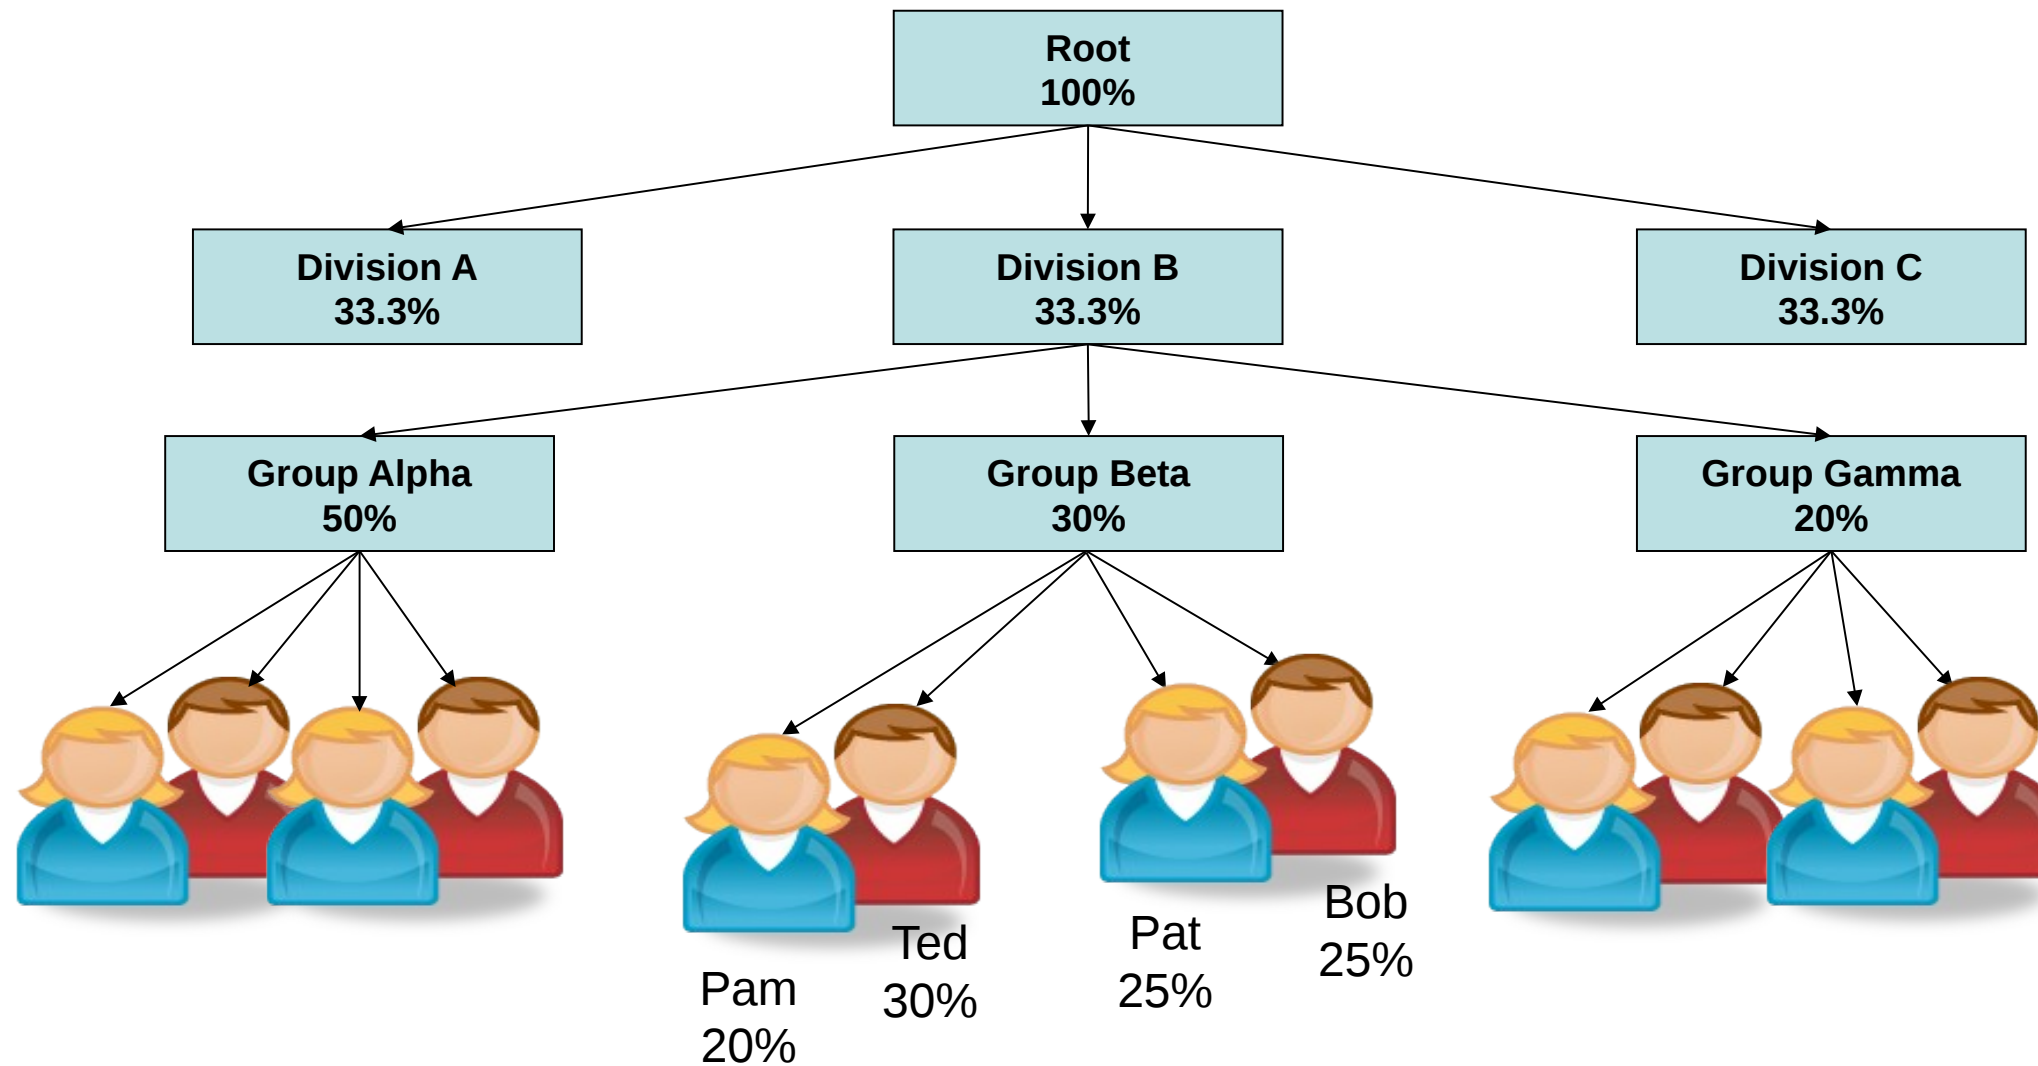 Root
100%
Division A
33.3%
Division B
33.3%
Division C
33.3%
Group Alpha
50%
Group Beta
30%
Group Gamma
20%
Pam
20%
Ted
30%
Pat
25%
Bob
25%